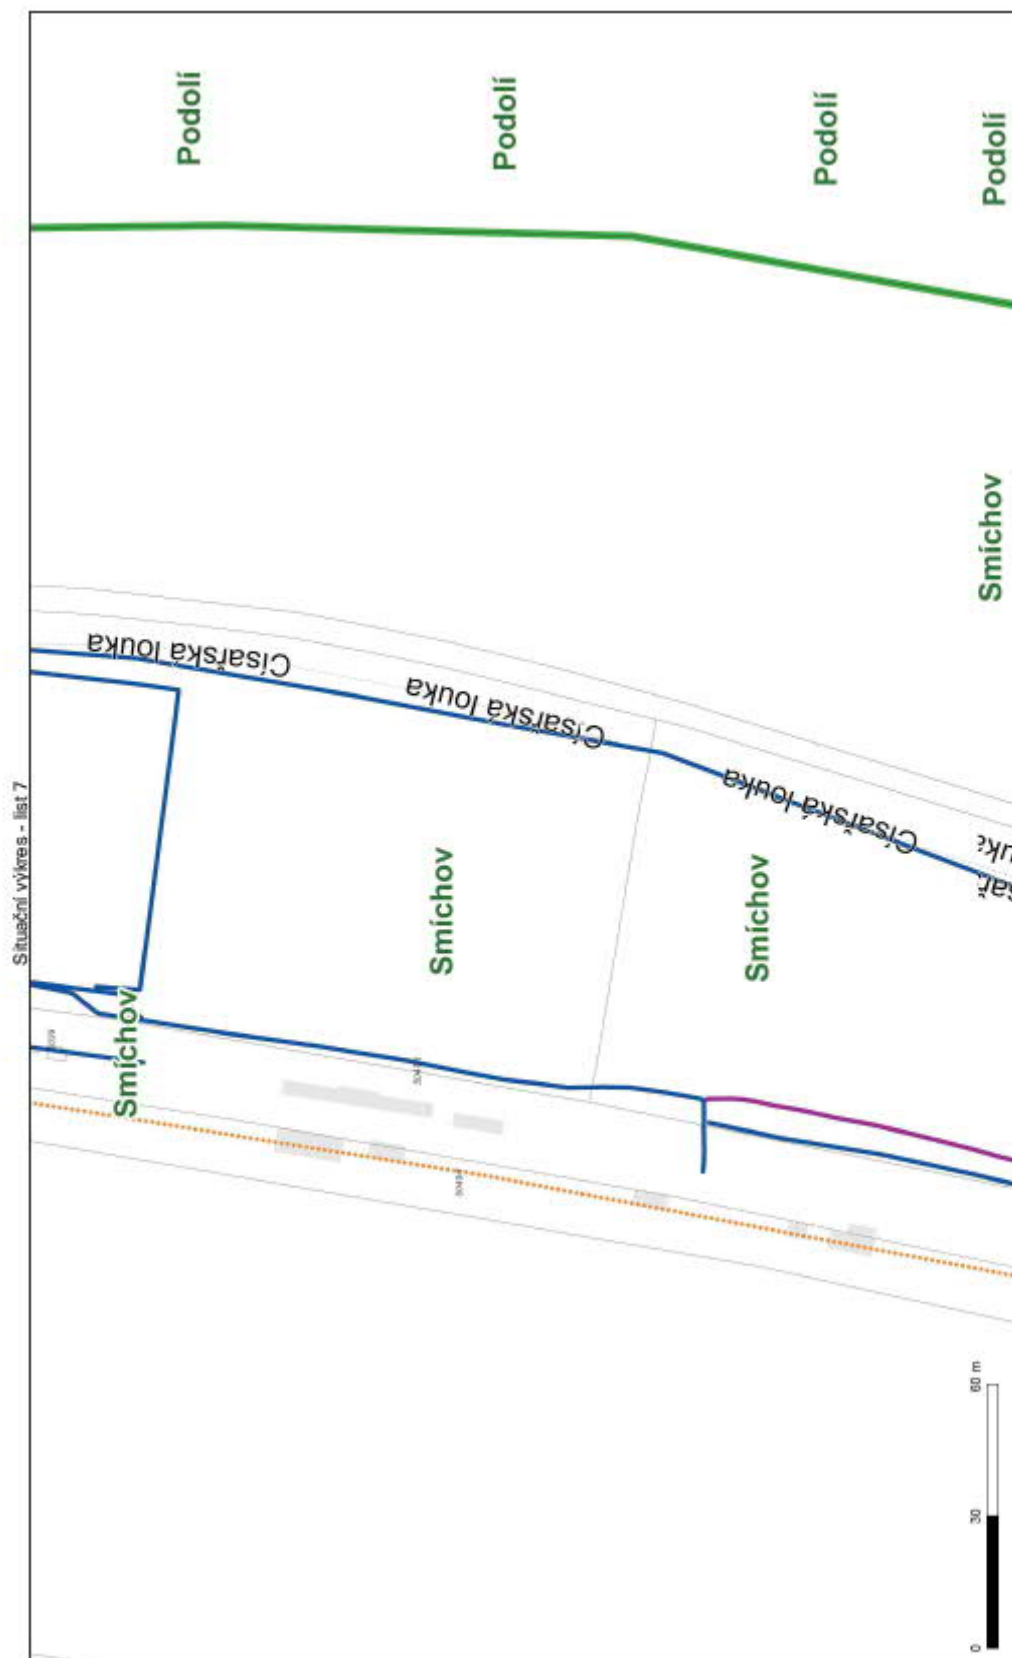 Situační výkres - list 7
Podolí
Podolí
Podolí
Podolí
Smíchov
Císařská louka
Císařská louka
Císařská louka
Smíchov
Smíchov
Smíchov
0
30
60 m